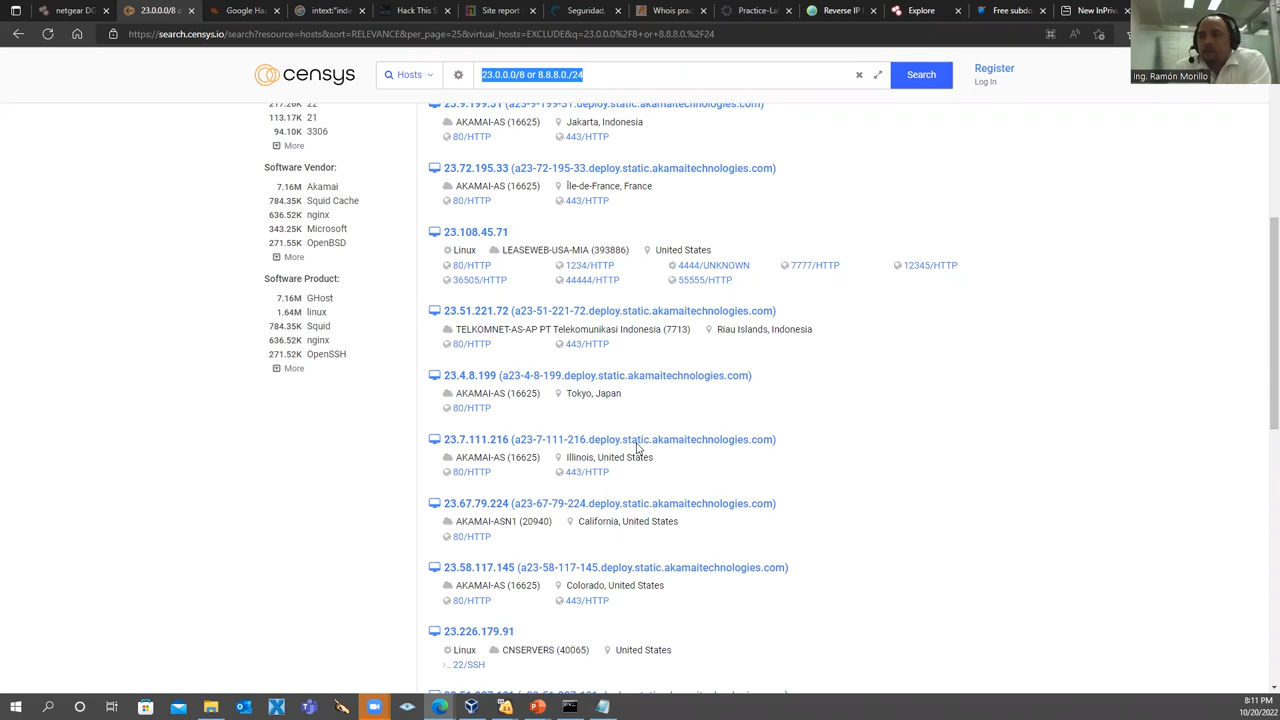 netgear DG
23.0.0.0/8 o
Google Ha
intext:"inde
Hack This S
Site report
Seguridad,
Whois prac
Practice-Lal
Reverse IP l
Explore
Free subdo
New InPriv
https://search.censys.io/search?resource=hosts&sort=RELEVANCE&per_page=25&virtual_hosts=EXCLUDE&q=23.0.0.0%2F8+or+8.8.8.0.%2F24
Ing. Ramón Morillo
censys
Hosts
23.0.0.0/8 or 8.8.8.0./24
Search
Register
Log In
217.26K 22
113.17K 21
94.10K 3306
More
Software Vendor:
7.16M Akamai
784.35K Squid Cache
636.52K nginx
343.25K Microsoft
271.55K OpenBSD
More
Software Product:
7.16M GHost
1.64M linux
784.35K Squid
636.52K nginx
271.52K OpenSSH
More
23.9.199.51 (a23-9-199-51.deploy.static.akamaitechnologies.com)
AKAMAI-AS (16625) Jakarta, Indonesia
80/HTTP 443/HTTP
23.72.195.33 (a23-72-195-33.deploy.static.akamaitechnologies.com)
AKAMAI-AS (16625) Île-de-France, France
80/HTTP 443/HTTP
23.108.45.71
Linux LEASEWEB-USA-MIA (393886) United States
80/HTTP 1234/HTTP 4444/UNKNOWN 7777/HTTP 12345/HTTP
36505/HTTP 44444/HTTP 55555/HTTP
23.51.221.72 (a23-51-221-72.deploy.static.akamaitechnologies.com)
TELKOMNET-AS-AP PT Telekomunikasi Indonesia (7713) Riau Islands, Indonesia
80/HTTP 443/HTTP
23.4.8.199 (a23-4-8-199.deploy.static.akamaitechnologies.com)
AKAMAI-AS (16625) Tokyo, Japan
80/HTTP
23.7.111.216 (a23-7-111-216.deploy.static.akamaitechnologies.com)
AKAMAI-AS (16625) Illinois, United States
80/HTTP 443/HTTP
23.67.79.224 (a23-67-79-224.deploy.static.akamaitechnologies.com)
AKAMAI-ASN1 (20940) California, United States
80/HTTP
23.58.117.145 (a23-58-117-145.deploy.static.akamaitechnologies.com)
AKAMAI-AS (16625) Colorado, United States
80/HTTP 443/HTTP
23.226.179.91
Linux CNSERVERS (40065) United States
22/SSH
8:11 PM
10/20/2022